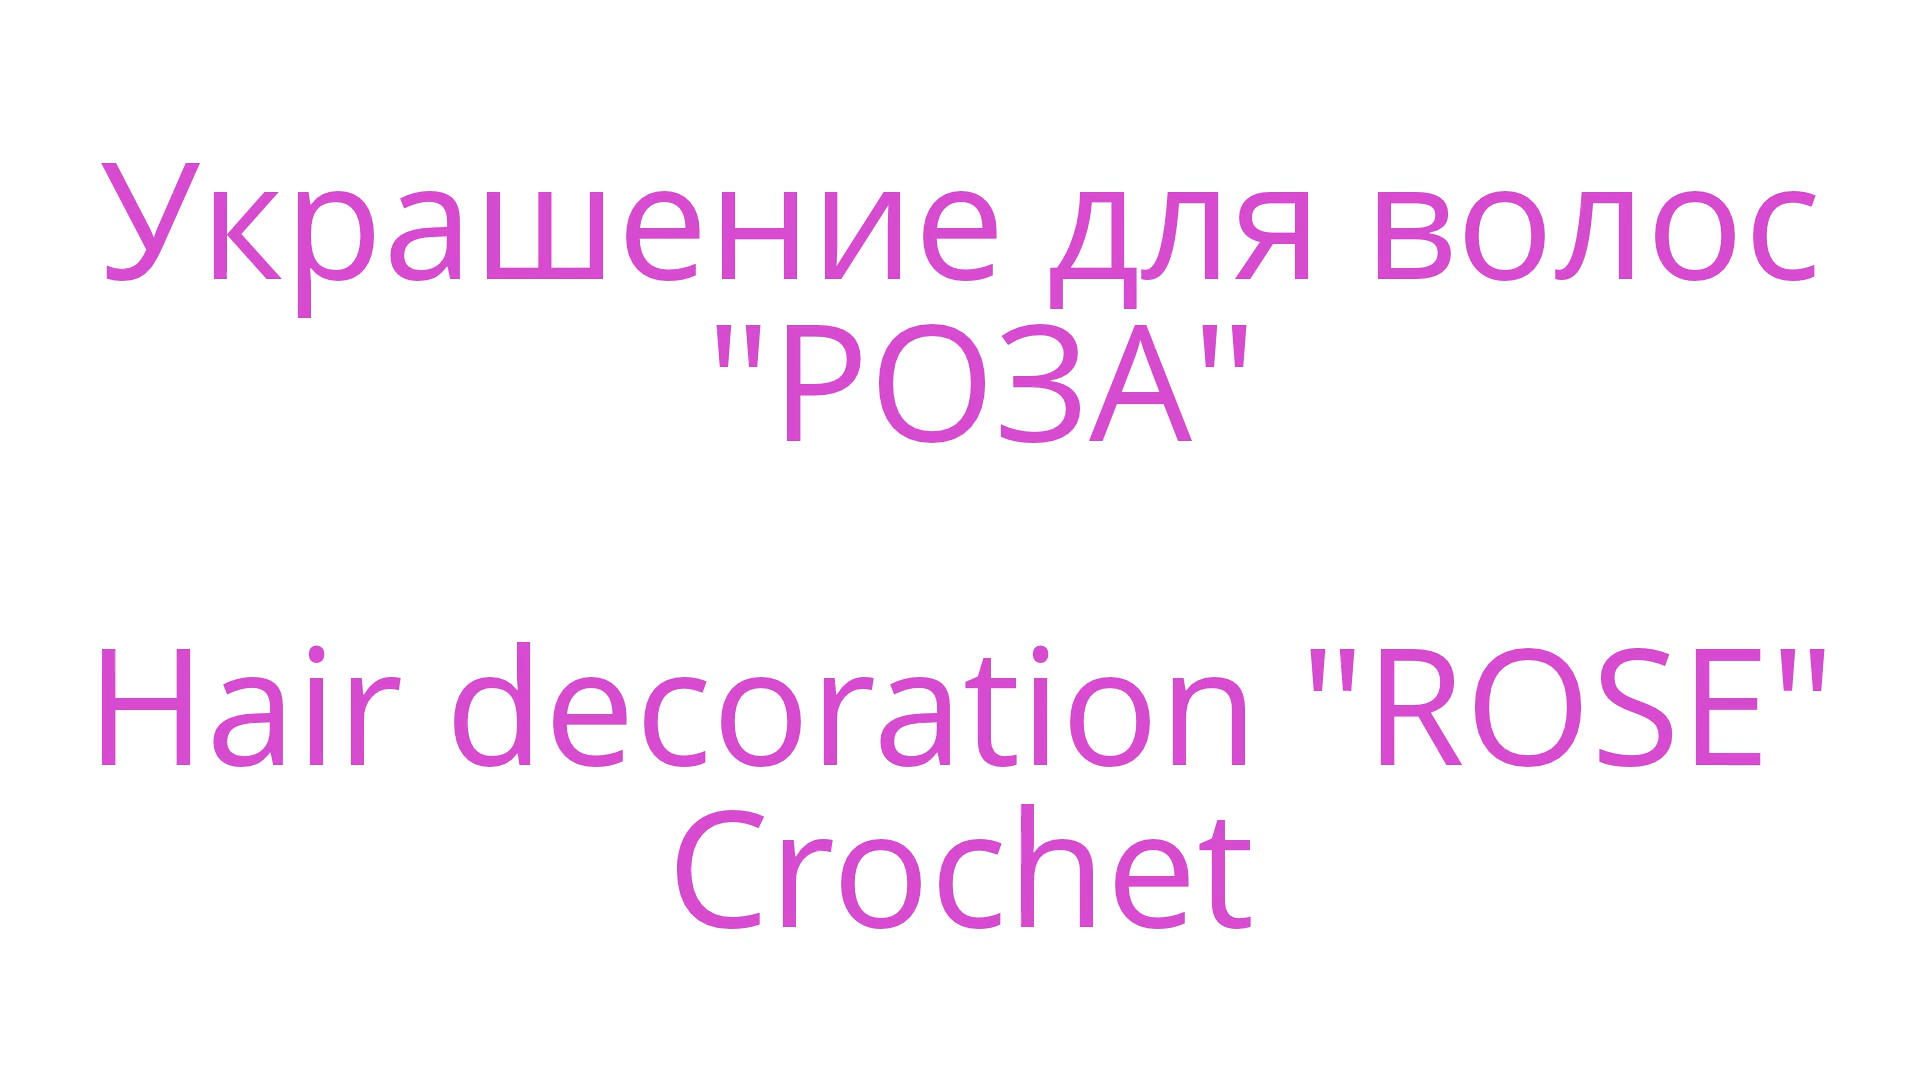 Украшение для волос
"РОЗА"
Hair decoration "ROSE"
Crochet